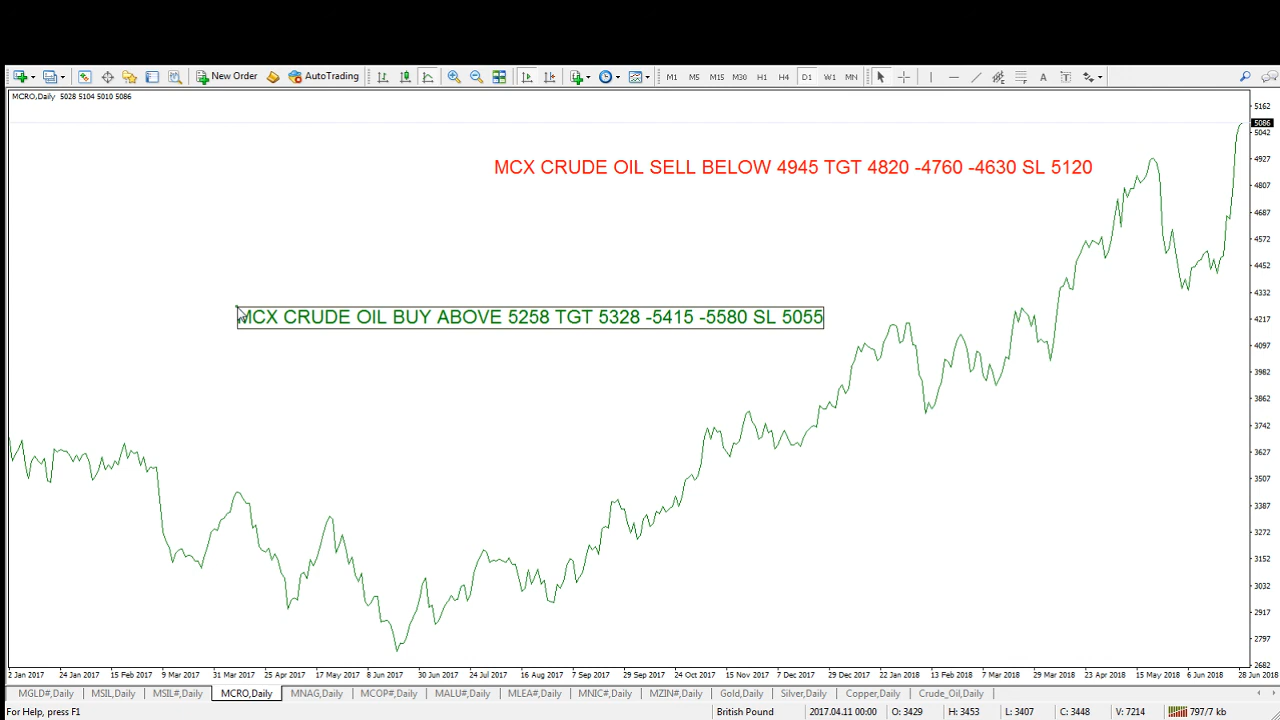 New Order
AutoTrading
M1 M5 M15 M30 H1 H4 D1 W1 MN
A T
MCRO,Daily 5028 5104 5010 5086
5162
5086
5042
MCX CRUDE OIL SELL BELOW 4945 TGT 4820 -4760 -4630 SL 5120
4927
4807
4687
4572
4452
4332
MCX CRUDE OIL BUY ABOVE 5258 TGT 5328 -5415 -5580 SL 5055
4217
4097
3982
3862
3742
3627
3507
3387
3272
3152
3032
2917
2797
2682
2 Jan 2017 24 Jan 2017 15 Feb 2017 9 Mar 2017 31 Mar 2017 25 Apr 2017 17 May 2017 8 Jun 2017 30 Jun 2017 24 Jul 2017 16 Aug 2017 7 Sep 2017 29 Sep 2017 24 Oct 2017 15 Nov 2017 7 Dec 2017 29 Dec 2017 22 Jan 2018 13 Feb 2018 7 Mar 2018 29 Mar 2018 23 Apr 2018 15 May 2018 6 Jun 2018 28 Jun 2018
MGLD#,Daily MSIL,Daily MSIL#,Daily MCRO,Daily MNAG,Daily MCOP#,Daily MALU#,Daily MLEA#,Daily MNIC#,Daily MZIN#,Daily Gold,Daily Silver,Daily Copper,Daily Crude_Oil,Daily
For Help, press F1 British Pound 2017.04.11 00:00 O: 3429 H: 3453 L: 3407 C: 3448 V: 7214 797/7 kb